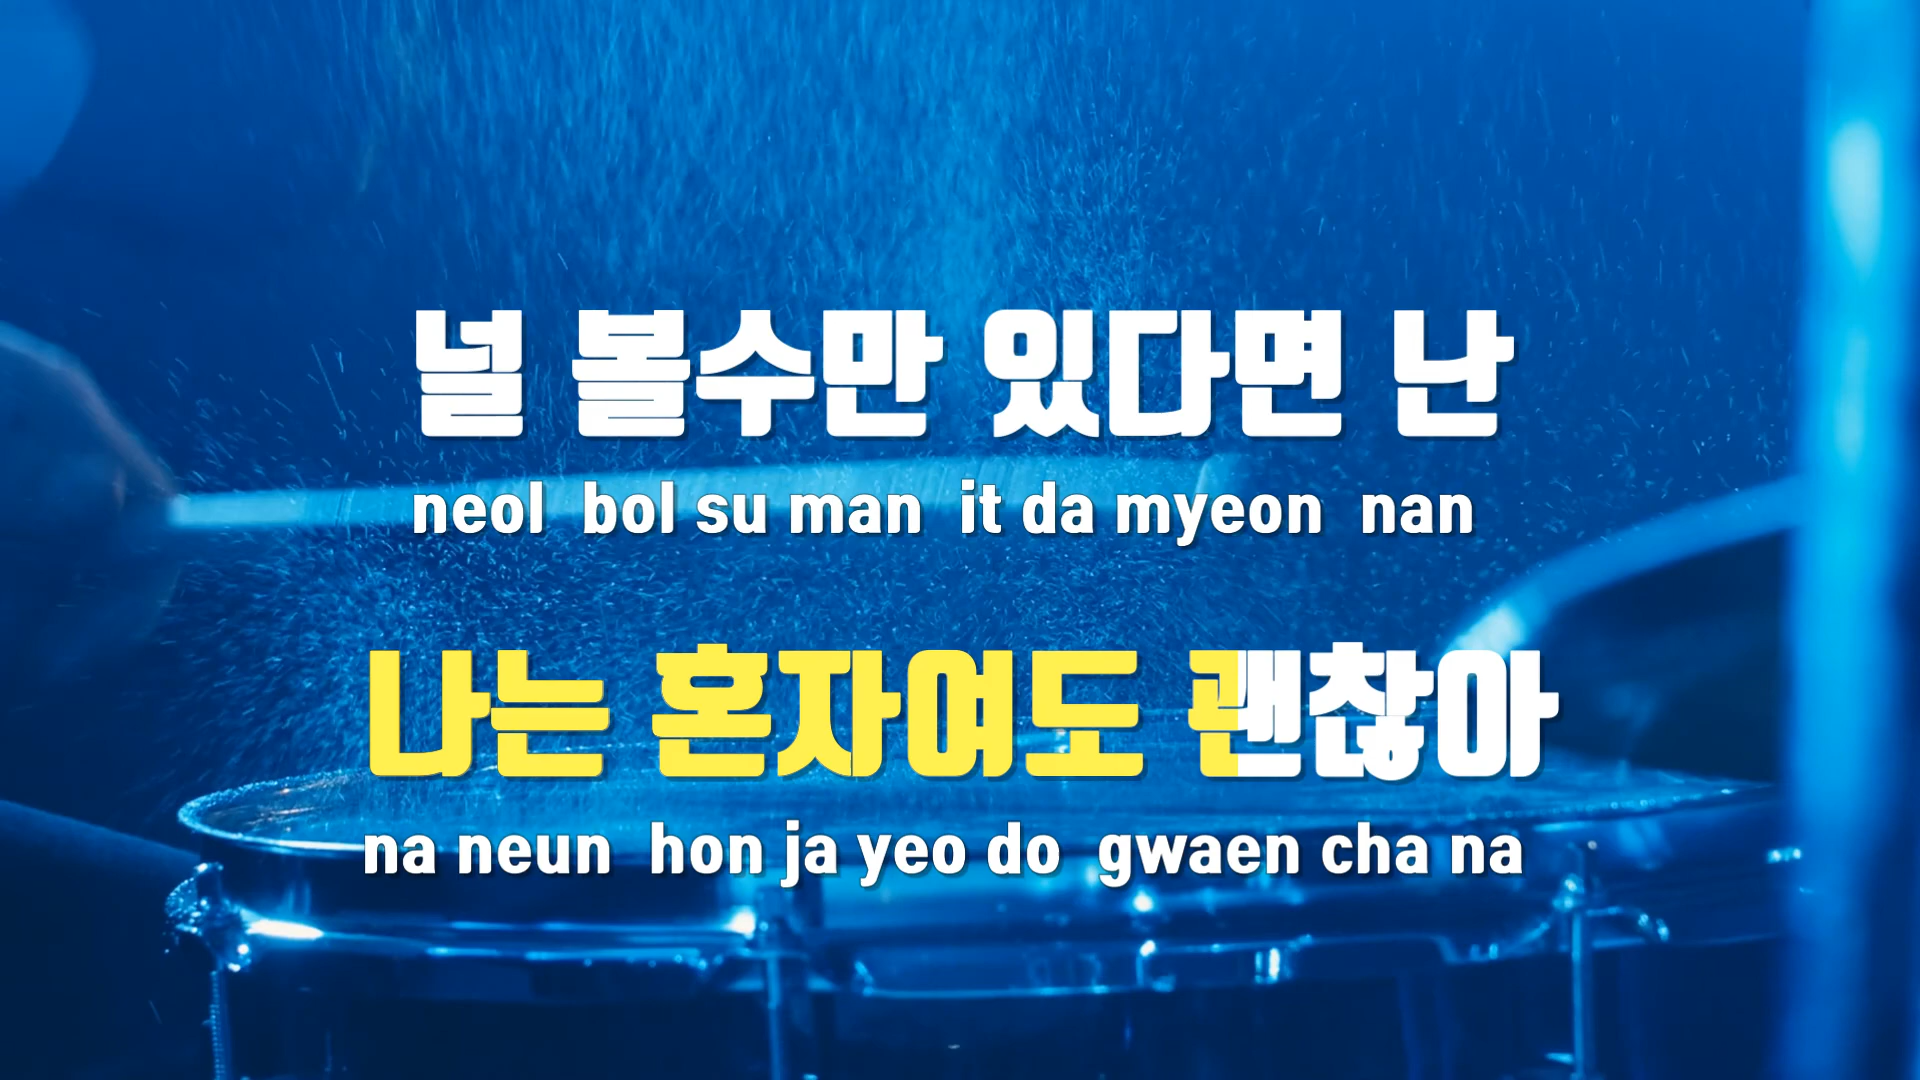 널 볼수만 있다면 난
neol bol su man it da myeon nan
나는 혼자여도 괜찮아
na neun hon ja yeo do gwaen cha na